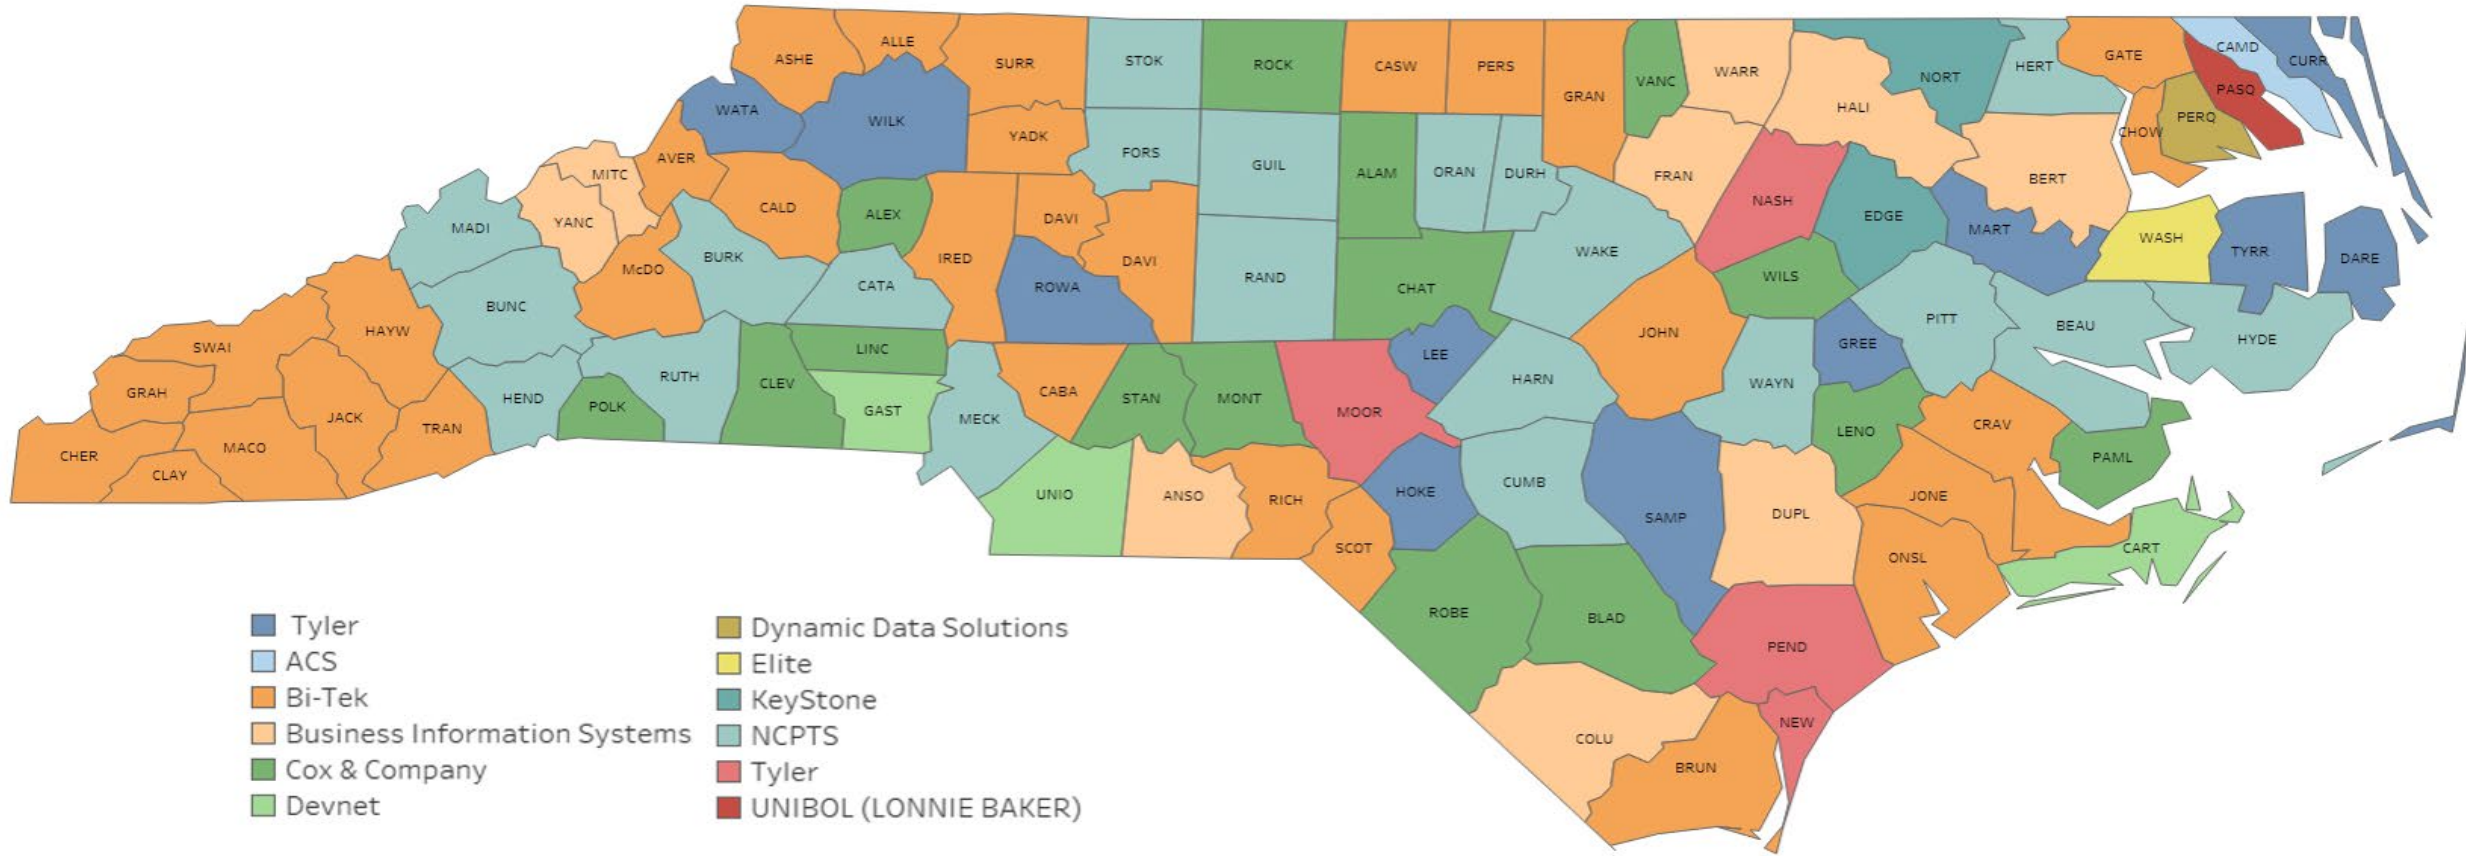 ASHE
ALLE
SURR
STOK
ROCK
CASW
PERS
GRAN
VANC
WARR
HALI
NORT
HERT
GATE
CAMD
CURR
PASQ
PERQ
CHOW
WATA
WILK
YADK
FORS
GUIL
ALAM
ORAN
DURH
FRAN
NASH
EDGE
BERT
MART
WASH
TYRR
DARE
MITC
AVER
YANC
MADI
CALD
ALEX
IRED
DAVI
DAVI
BURK
McDO
BUNC
CATA
ROWA
RAND
CHAT
WAKE
WILS
JOHN
PITT
BEAU
HYDE
HAYW
SWAI
GRAH
JACK
CHER
CLAY
MACO
TRAN
HEND
POLK
RUTH
CLEV
LINC
GAST
MECK
CABA
STAN
MONT
MOOR
LEE
HARN
WAYN
GREE
LENO
CRAV
PAML
JONE
UNIO
ANSO
RICH
SCOT
HOKE
CUMB
SAMP
DUPL
ONSL
CART
ROBE
BLAD
PEND
NEW
COLU
BRUN
Tyler
ACS
Bi-Tek
Business Information Systems
Cox & Company
Devnet
Dynamic Data Solutions
Elite
KeyStone
NCPTS
Tyler
UNIBOL (LONNIE BAKER)